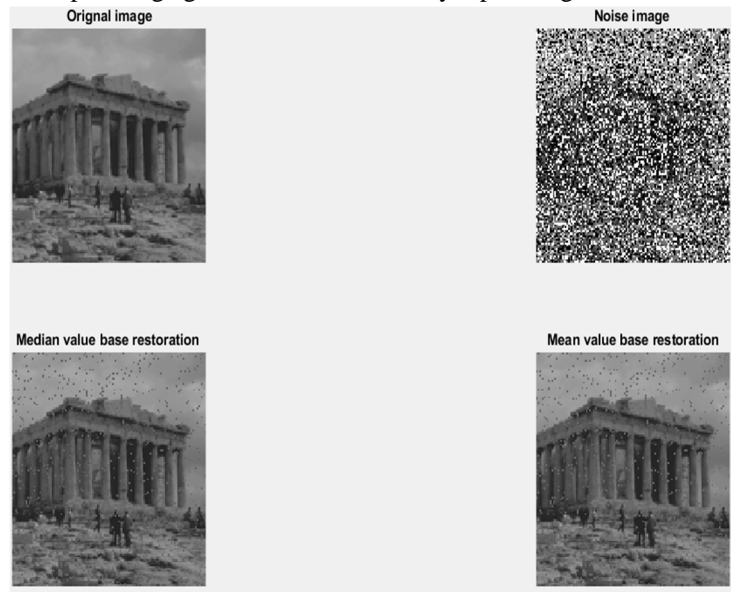 Orignal image
Noise image
Median value base restoration
Mean value base restoration